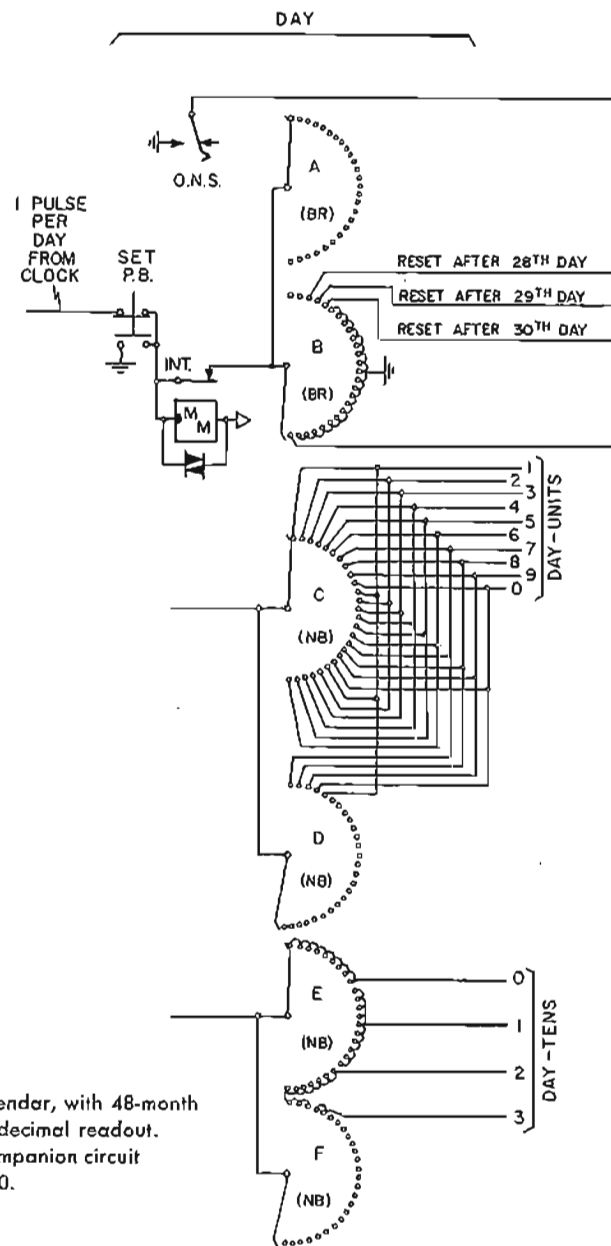 DAY
O.N.S.
A
(BR)
1 PULSE
PER
DAY
FROM
CLOCK
SET
P.B.
RESET AFTER 28TH DAY
RESET AFTER 29TH DAY
RESET AFTER 30TH DAY
INT.
B
(BR)
M
M
1
2
3
4
5
6
7
8
9
0
DAY-UNITS
C
(NB)
D
(NB)
E
(NB)
0
1
2
3
DAY-TENS
F
(NB)
endar, with 48-month
decimal readout.
mpanion circuit
0.